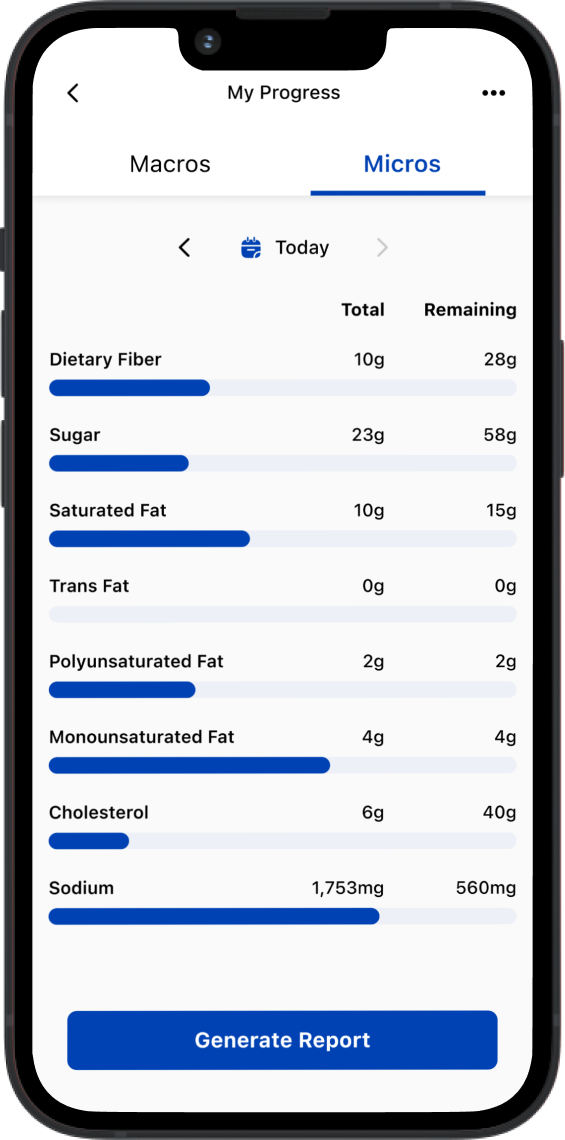 My Progress
Macros Micros
Today
Total Remaining
Dietary Fiber 10g 28g
Sugar 23g 58g
Saturated Fat 10g 15g
Trans Fat 0g 0g
Polyunsaturated Fat 2g 2g
Monounsaturated Fat 4g 4g
Cholesterol 6g 40g
Sodium 1,753mg 560mg
Generate Report